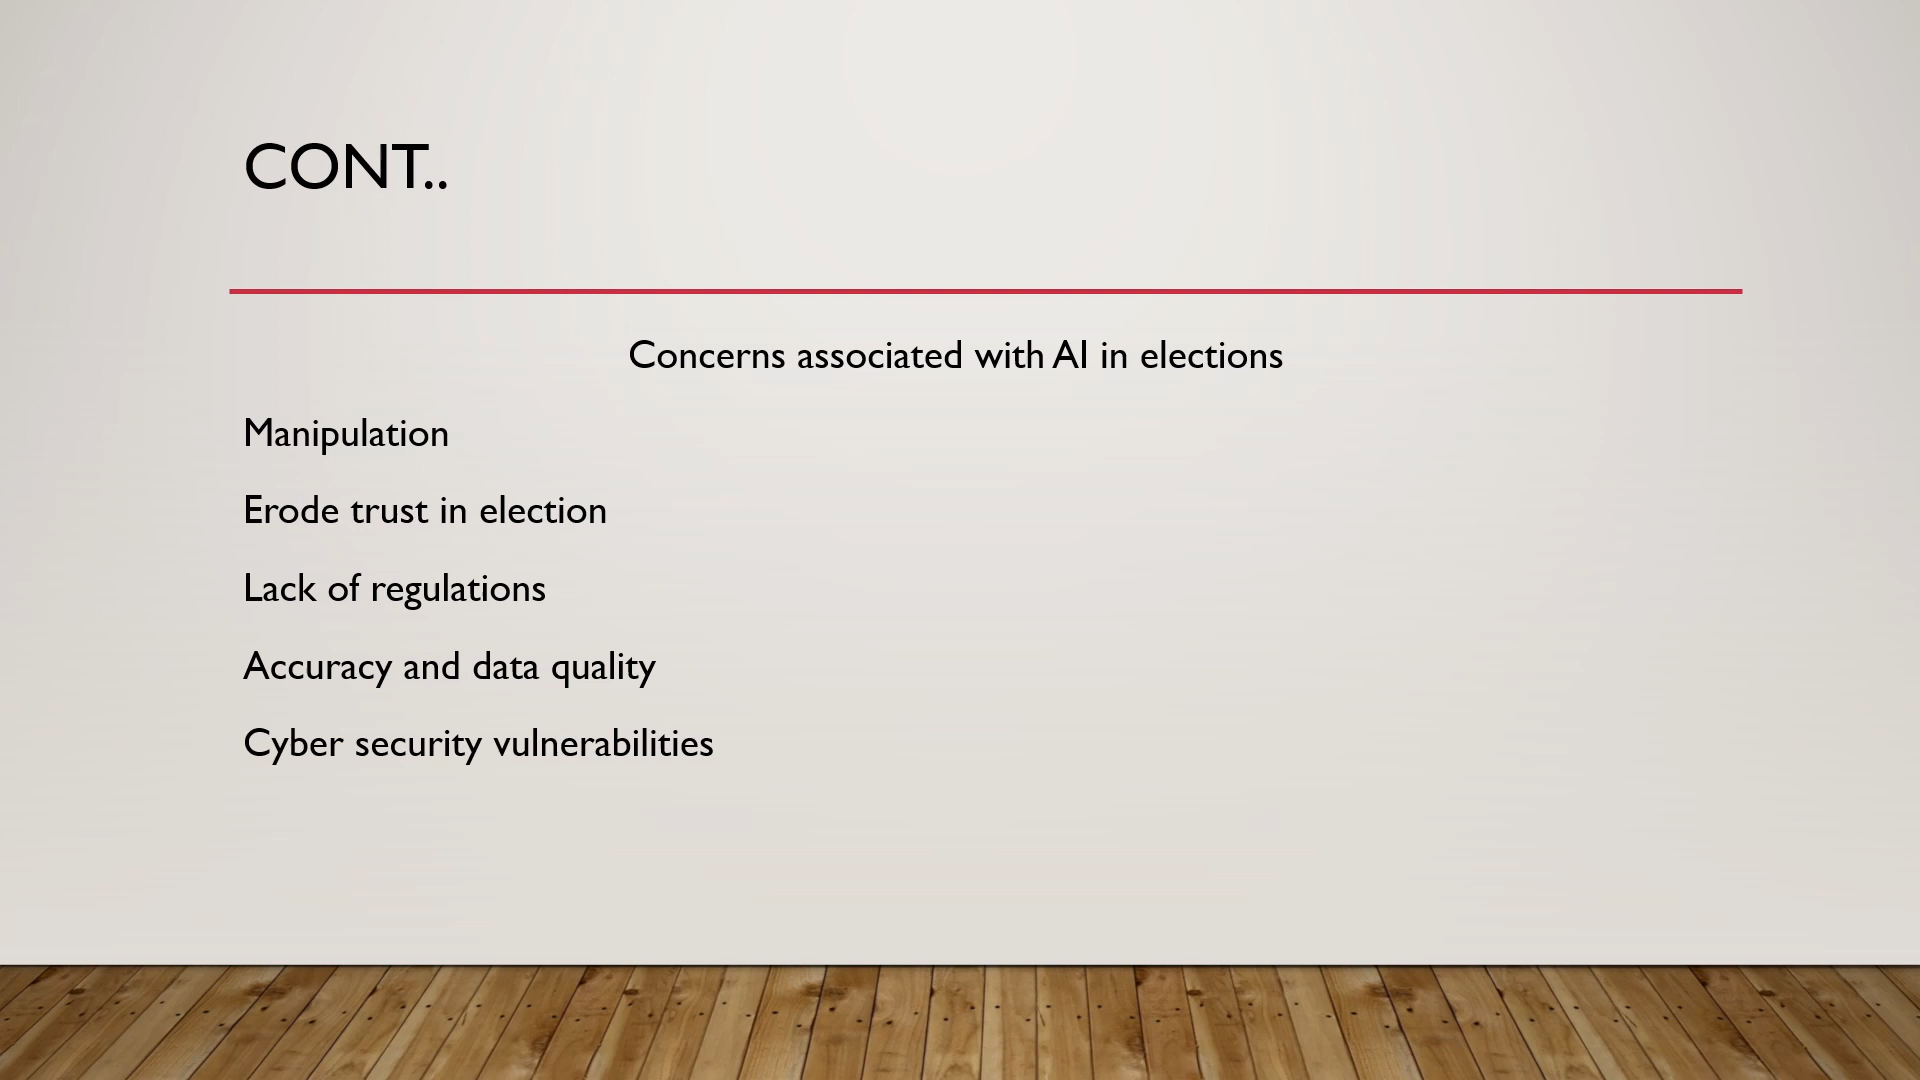 CONT..
Concerns associated with AI in elections
Manipulation
Erode trust in election
Lack of regulations
Accuracy and data quality
Cyber security vulnerabilities